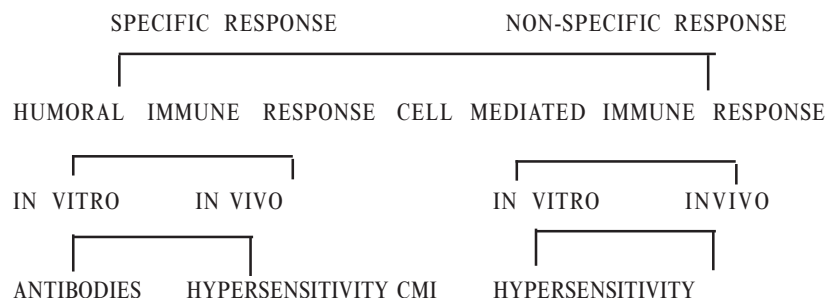 SPECIFIC RESPONSE NON-SPECIFIC RESPONSE
HUMORAL IMMUNE RESPONSE CELL MEDIATED IMMUNE RESPONSE
IN VITRO IN VIVO IN VITRO INVIVO
ANTIBODIES HYPERSENSITIVITY CMI HYPERSENSITIVITY